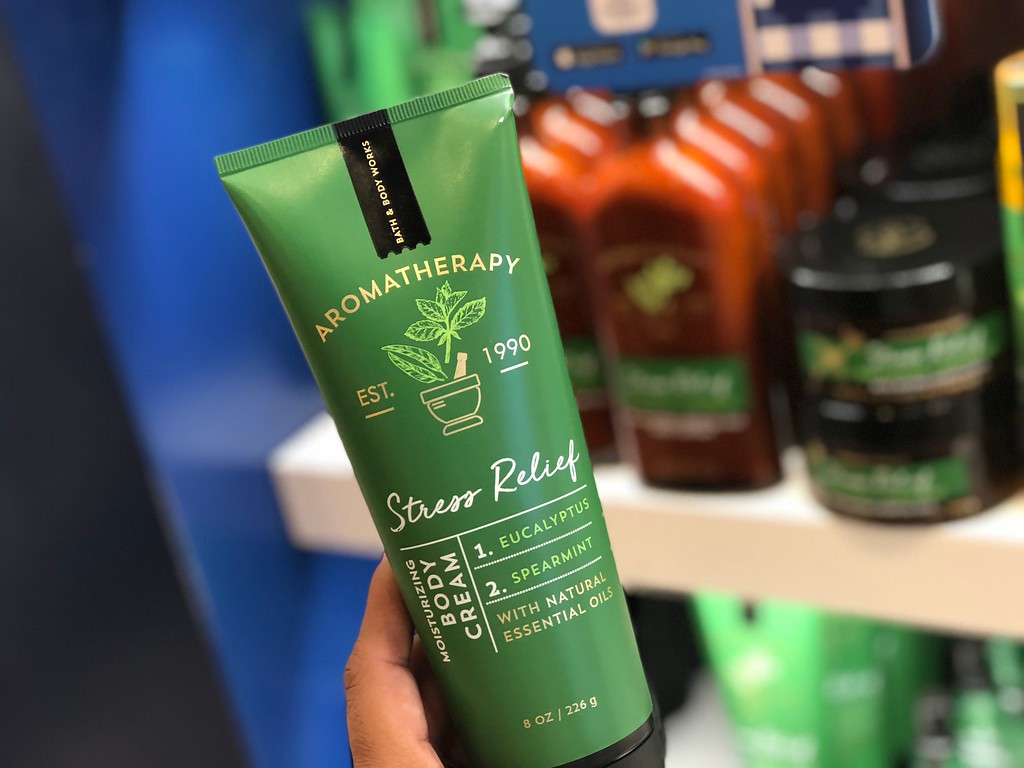 BATH & BODY WORKS
AROMATHERAPY
EST. 1990
Stress Relief
MOISTURIZING
BODY
CREAM
1. EUCALYPTUS
2. SPEARMINT
WITH NATURAL
ESSENTIAL OILS
8 OZ / 226 g